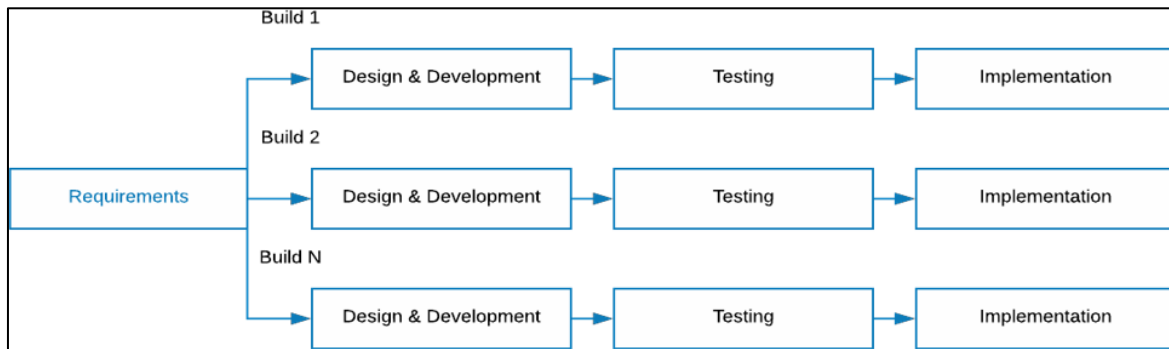 Build 1
Design & Development
Testing
Implementation
Build 2
Requirements
Design & Development
Testing
Implementation
Build N
Design & Development
Testing
Implementation